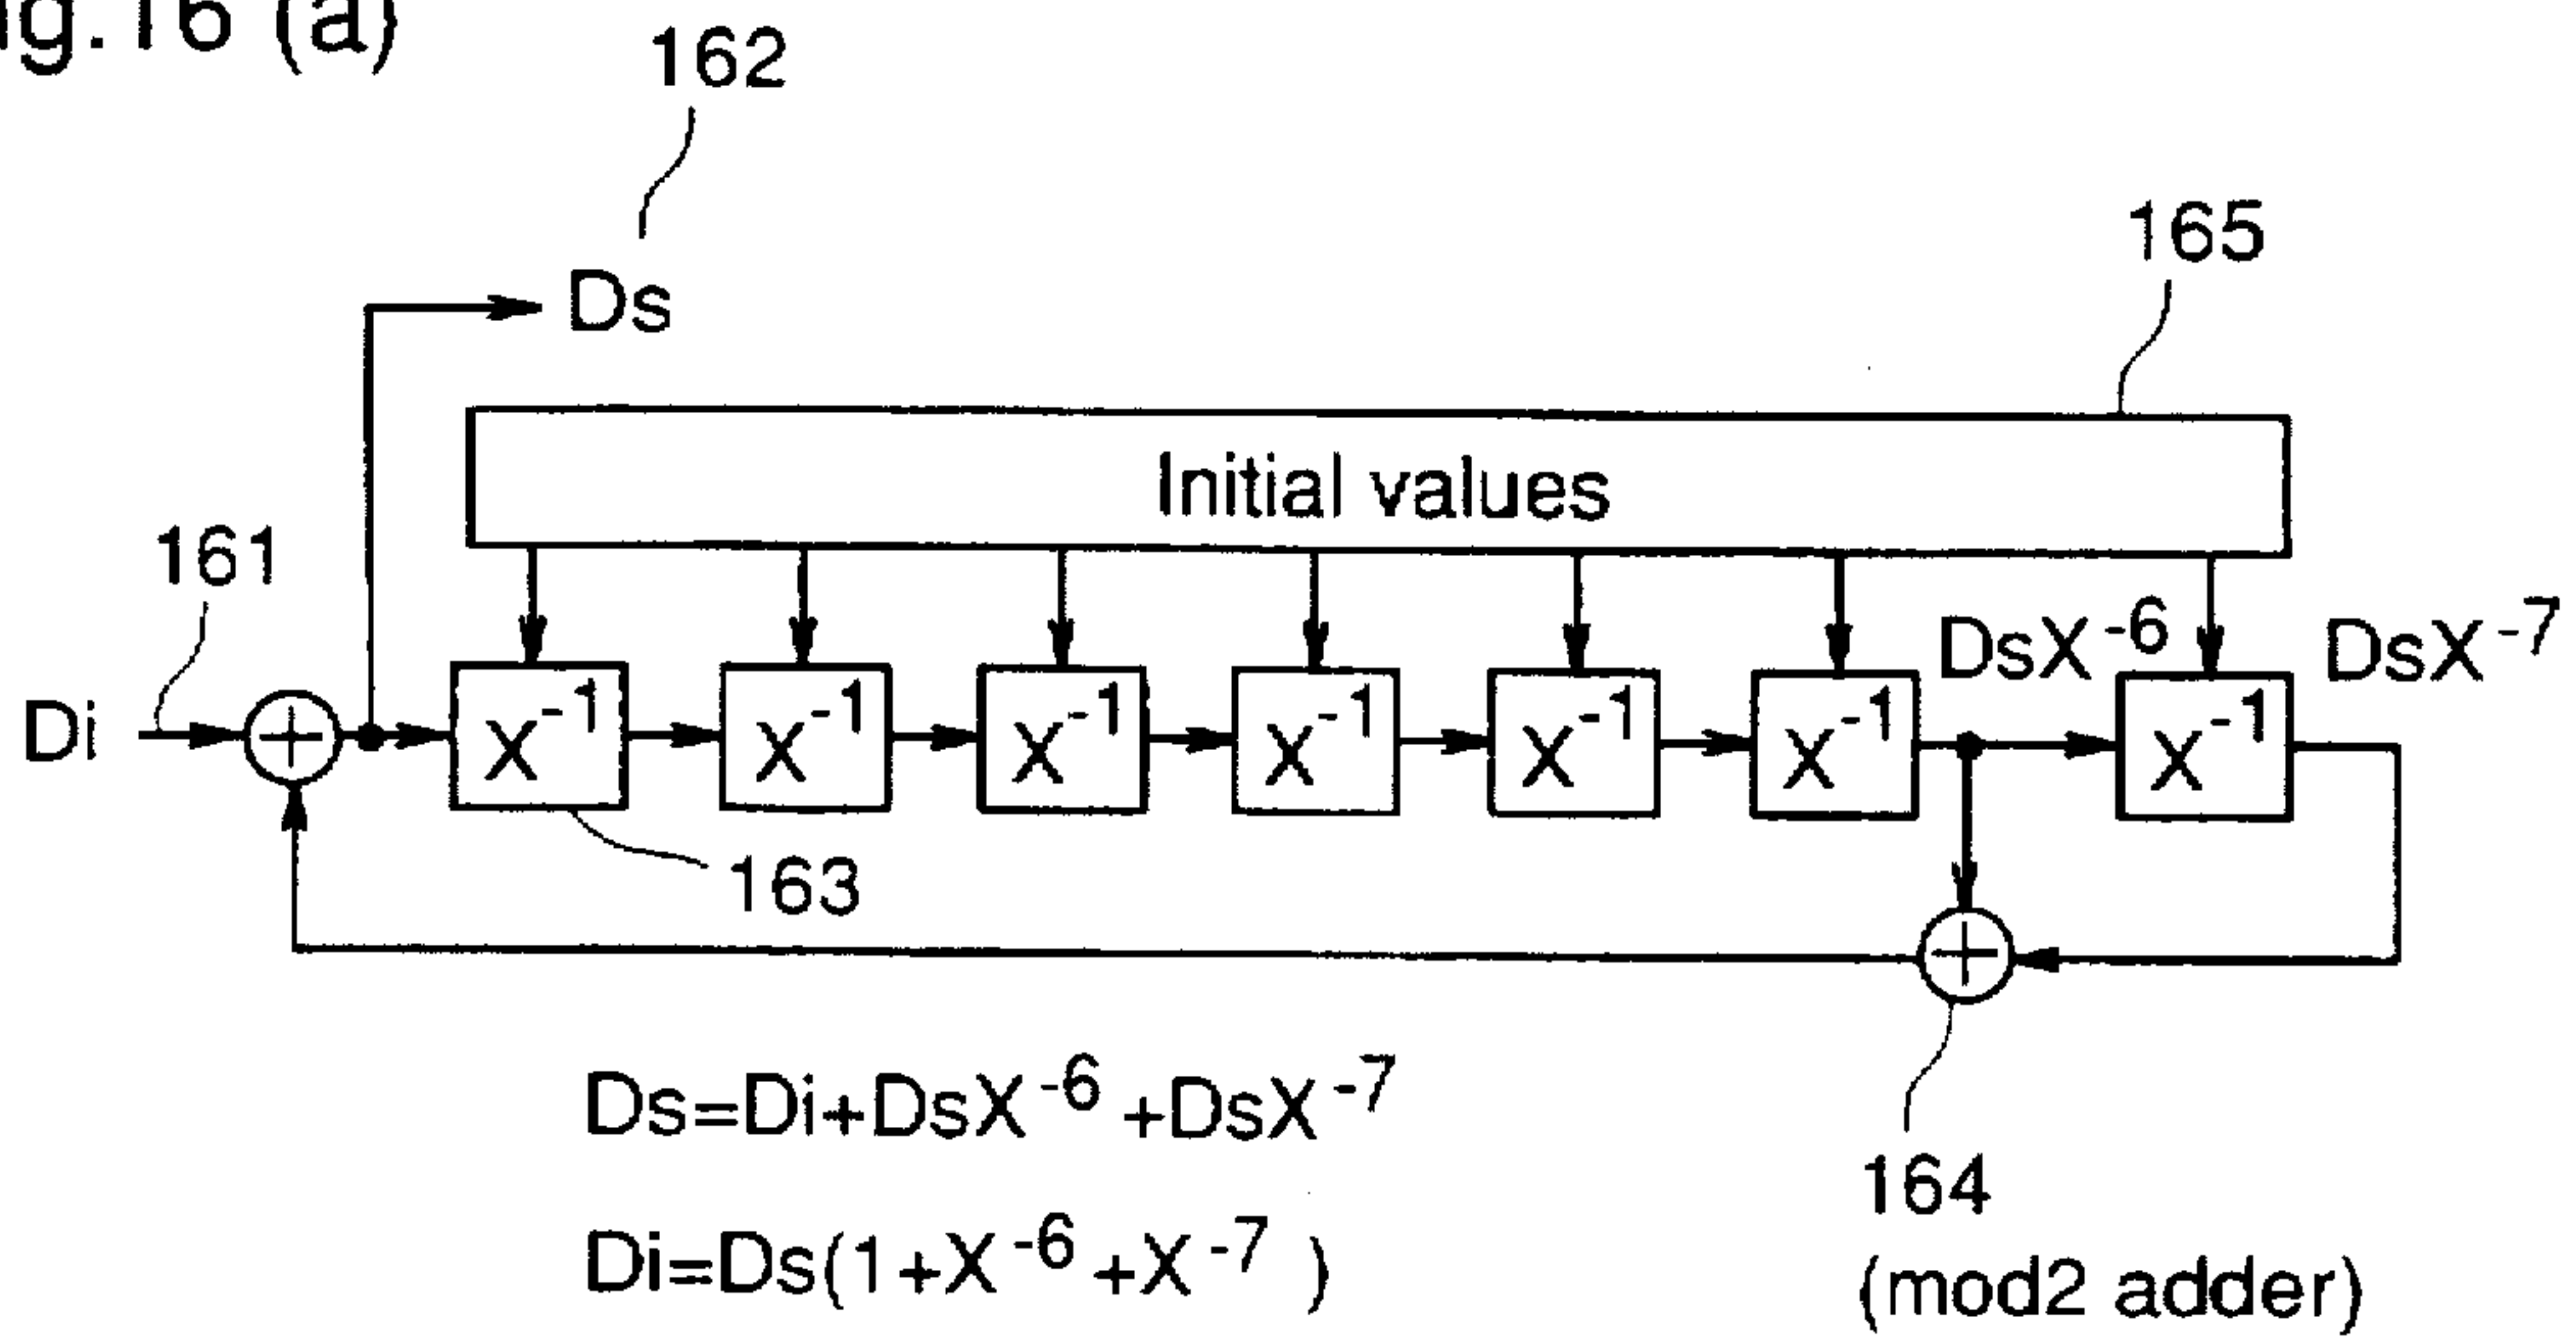 ig.16 (a)
162
Ds
165
Initial values
161
Di
X⁻¹ X⁻¹ X⁻¹ X⁻¹ X⁻¹ X⁻¹ DsX⁻⁶ X⁻¹ DsX⁻⁷
163
Ds=Di+DsX⁻⁶+DsX⁻⁷
Di=Ds(1+X⁻⁶+X⁻⁷)
164
(mod2 adder)